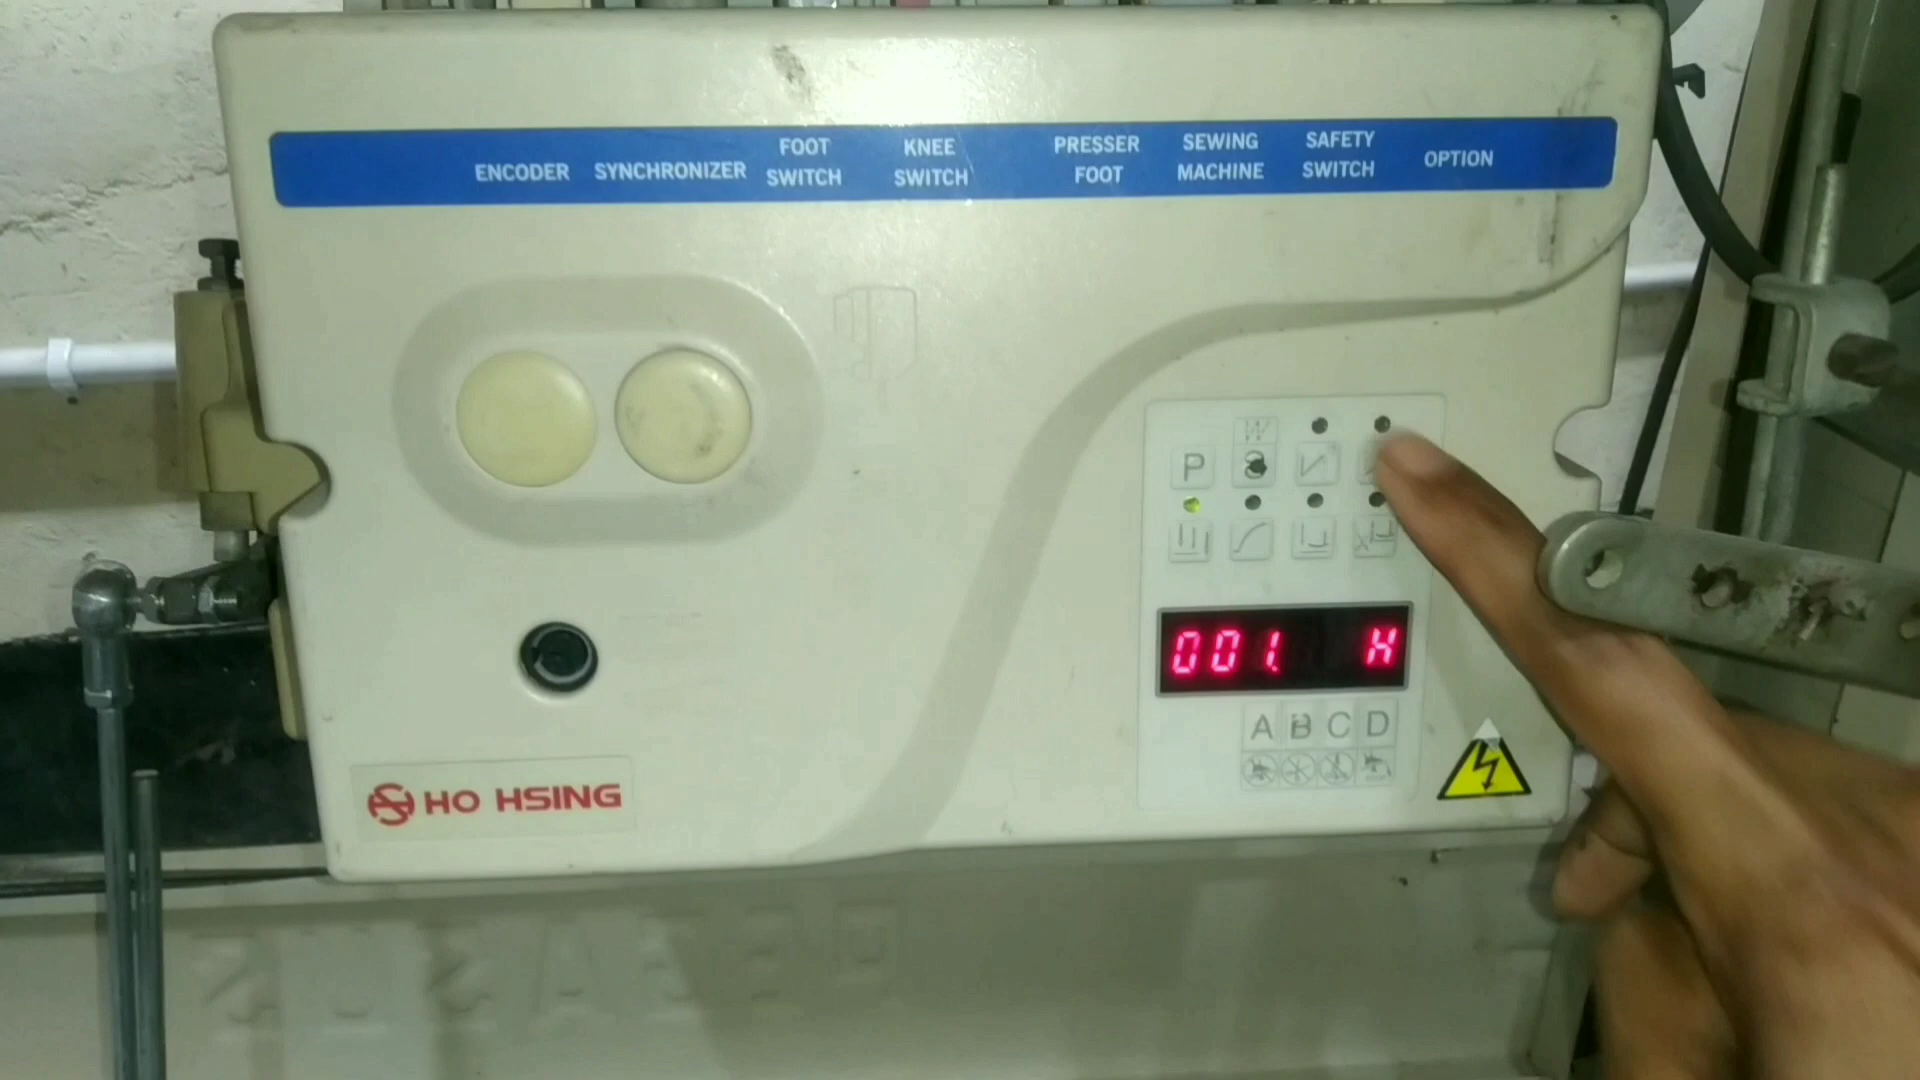 ENCODER SYNCHRONIZER FOOT SWITCH KNEE SWITCH PRESSER FOOT SEWING MACHINE SAFETY SWITCH OPTION
W
P S
001. H
A B C D
HO HSING